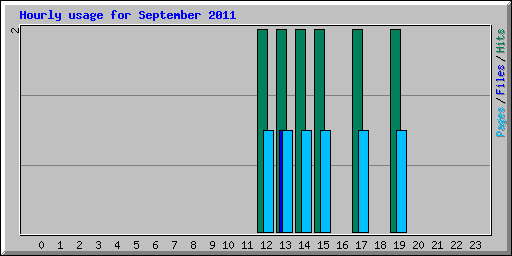 Hourly usage for September 2011
2
Pages/Files/Hits
0 1 2 3 4 5 6 7 8 9 10 11 12 13 14 15 16 17 18 19 20 21 22 23